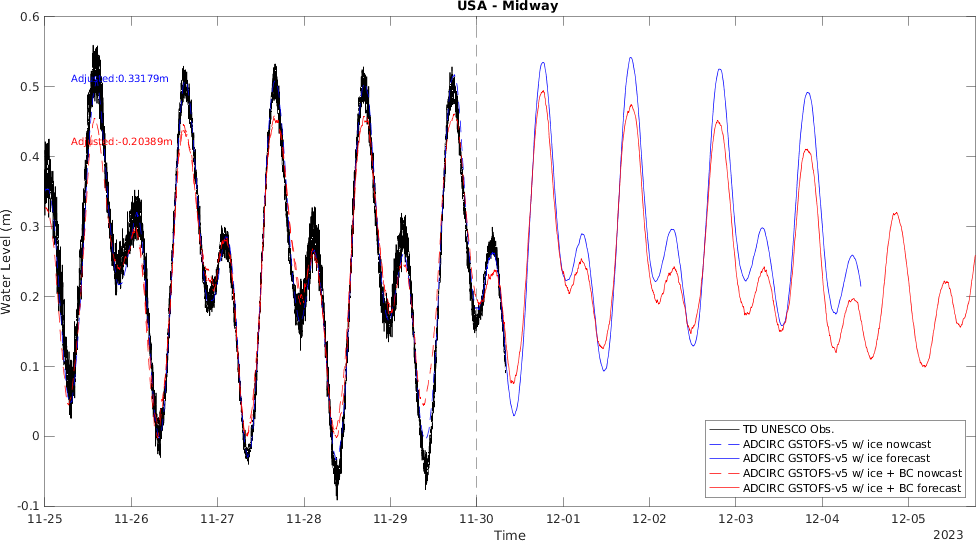 USA - Midway
0.6
0.5
0.4
0.3
0.2
0.1
0
-0.1
Water Level (m)
Adjusted:0.33179m
Adjusted:-0.20389m
TD UNESCO Obs.
ADCIRC GSTOFS-v5 w/ ice nowcast
ADCIRC GSTOFS-v5 w/ ice forecast
ADCIRC GSTOFS-v5 w/ ice + BC nowcast
ADCIRC GSTOFS-v5 w/ ice + BC forecast
11-25 11-26 11-27 11-28 11-29 11-30 12-01 12-02 12-03 12-04 12-05
Time
2023